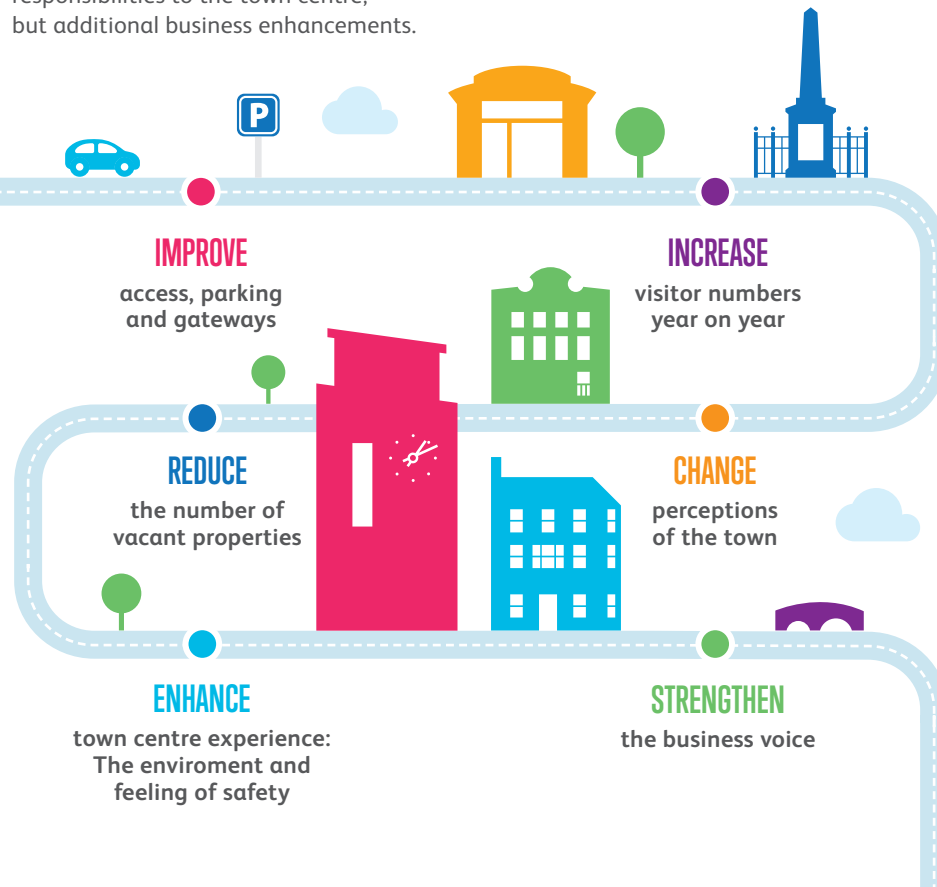 responsibilities to the town centre,
but additional business enhancements.
P
IMPROVE
access, parking
and gateways
INCREASE
visitor numbers
year on year
REDUCE
the number of
vacant properties
CHANGE
perceptions
of the town
ENHANCE
town centre experience:
The enviroment and
feeling of safety
STRENGTHEN
the business voice